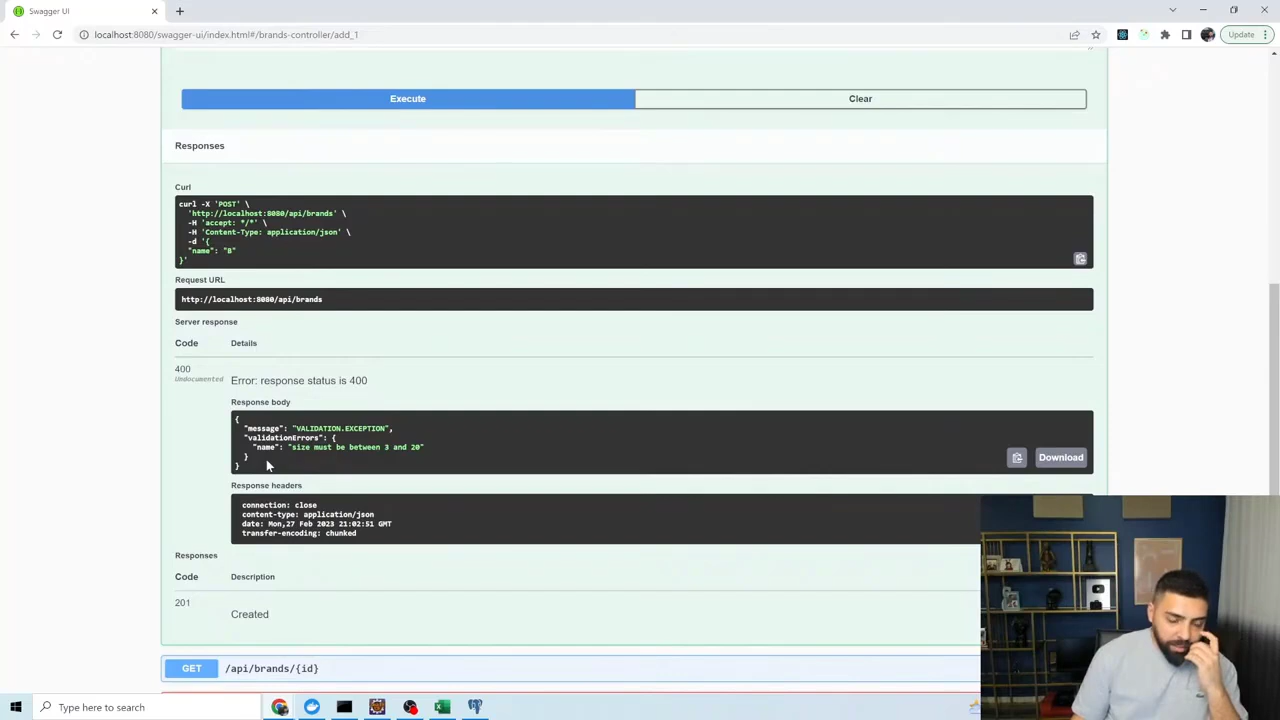 Swagger UI
localhost:8080/swagger-ui/index.html#/brands-controller/add_1
Update
Execute
Clear
Responses
Curl
curl -X 'POST' \
'http://localhost:8080/api/brands' \
-H 'accept: */*' \
-H 'Content-Type: application/json' \
-d '{
"name": "B"
}'
Request URL
http://localhost:8080/api/brands
Server response
Code Details
400
Undocumented
Error: response status is 400
Response body
{
"message": "VALIDATION.EXCEPTION",
"validationErrors": {
"name": "size must be between 3 and 20"
}
}
Download
Response headers
connection: close
content-type: application/json
date: Mon,27 Feb 2023 21:02:51 GMT
transfer-encoding: chunked
Responses
Code Description
201
Created
GET /api/brands/{id}
Type here to search